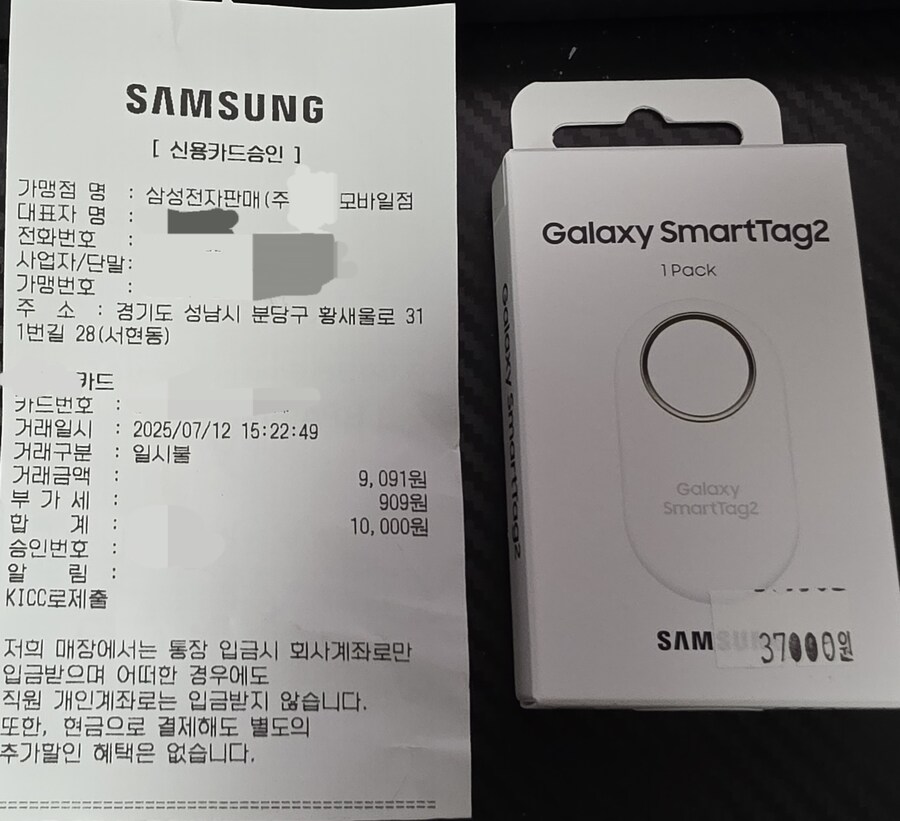 SAMSUNG
[ 신용카드승인 ]
가맹점 명 : 삼성전자판매(주 모바일점
대표자 명 :
전화번호 :
사업자/단말:
가맹번호 :
주 소 : 경기도 성남시 분당구 황새울로 31
1번길 28(서현동)
카드
카드번호 :
거래일시 : 2025/07/12 15:22:49
거래구분 : 일시불
거래금액 : 9,091원
부 가 세 : 909원
합 계 : 10,000원
승인번호 :
알 림 :
KICC로제출
저희 매장에서는 통장 입금시 회사계좌로만
입금받으며 어떠한 경우에도
직원 개인계좌로는 입금받지 않습니다.
또한, 현금으로 결제해도 별도의
추가할인 혜택은 없습니다.
=====================================
Galaxy SmartTag2
1 Pack
Galaxy SmartTag2
Galaxy
SmartTag2
SAMSUNG
37000원